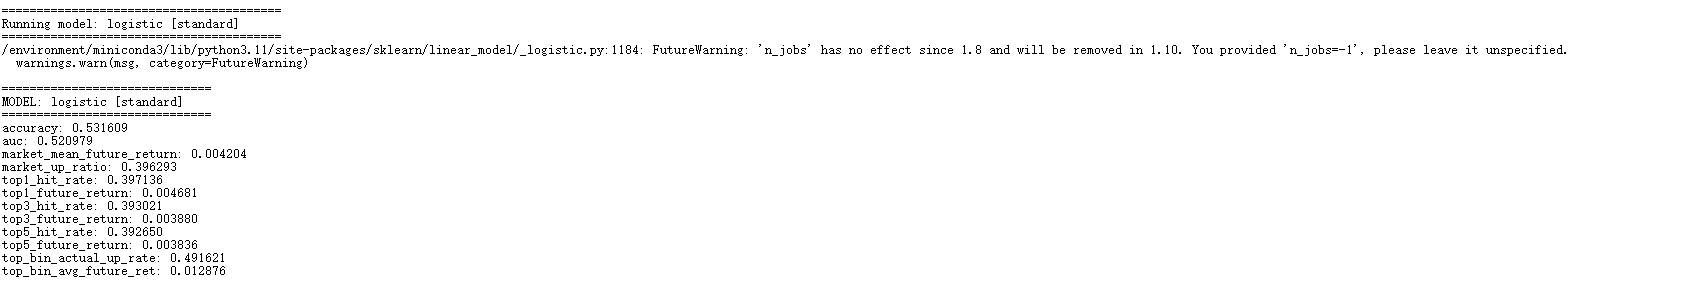 ========================================
Running model: logistic [standard]
========================================
/environment/miniconda3/lib/python3.11/site-packages/sklearn/linear_model/_logistic.py:1184: FutureWarning: 'n_jobs' has no effect since 1.8 and will be removed in 1.10. You provided 'n_jobs=-1', please leave it unspecified.
  warnings.warn(msg, category=FutureWarning)
==============================
MODEL: logistic [standard]
==============================
accuracy: 0.531609
auc: 0.520979
market_mean_future_return: 0.004204
market_up_ratio: 0.396293
top1_hit_rate: 0.397136
top1_future_return: 0.004681
top3_hit_rate: 0.393021
top3_future_return: 0.003880
top5_hit_rate: 0.392650
top5_future_return: 0.003836
top_bin_actual_up_rate: 0.491621
top_bin_avg_future_ret: 0.012876